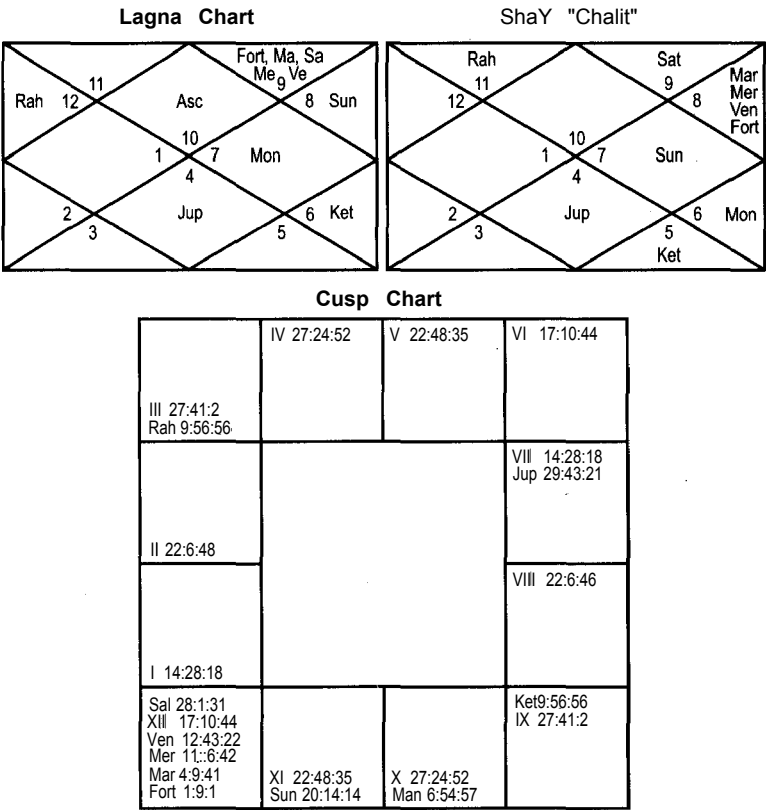 Lagna Chart
ShaY "Chalit"
Fort, Ma, Sa
Me Ve
9
11
Rah 12
Asc
8 Sun
10
1 7 Mon
4
2
3
Jup
6 Ket
5
Rah
11
12
Sat
9
8
Mar
Mer
Ven
Fort
10
1 7 Sun
4
2
3
Jup
6 Mon
5
Ket
Cusp Chart
IV 27:24:52
V 22:48:35
VI 17:10:44
III 27:41:2
Rah 9:56:56
VII 14:28:18
Jup 29:43:21
II 22:6:48
VIII 22:6:46
I 14:28:18
Sal 28:1:31
XII 17:10:44
Ven 12:43:22
Mer 11::6:42
Mar 4:9:41
Fort 1:9:1
XI 22:48:35
Sun 20:14:14
X 27:24:52
Man 6:54:57
Ket9:56:56
IX 27:41:2